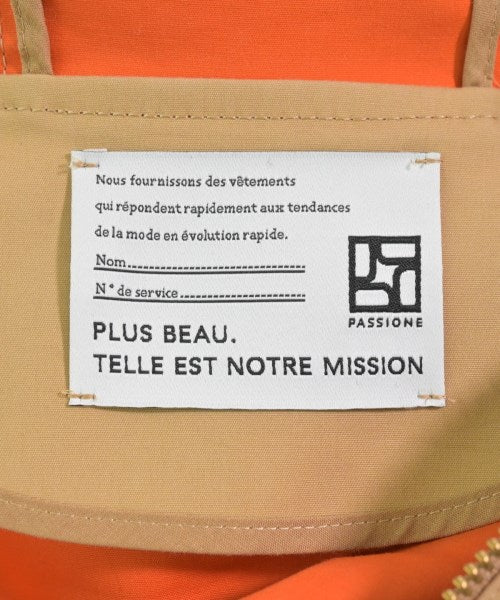 Nous fournissons des vêtements
qui répondent rapidement aux tendances
de la mode en évolution rapide.
Nom
N° de service
PASSIONE
PLUS BEAU.
TELLE EST NOTRE MISSION